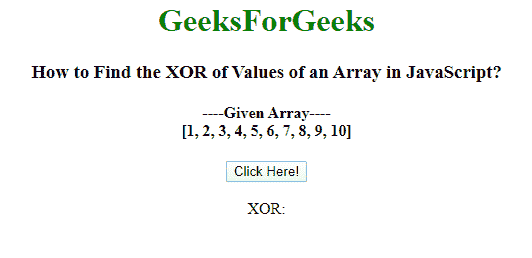 GeeksForGeeks
How to Find the XOR of Values of an Array in JavaScript?
----Given Array----
[1, 2, 3, 4, 5, 6, 7, 8, 9, 10]
Click Here!
XOR: